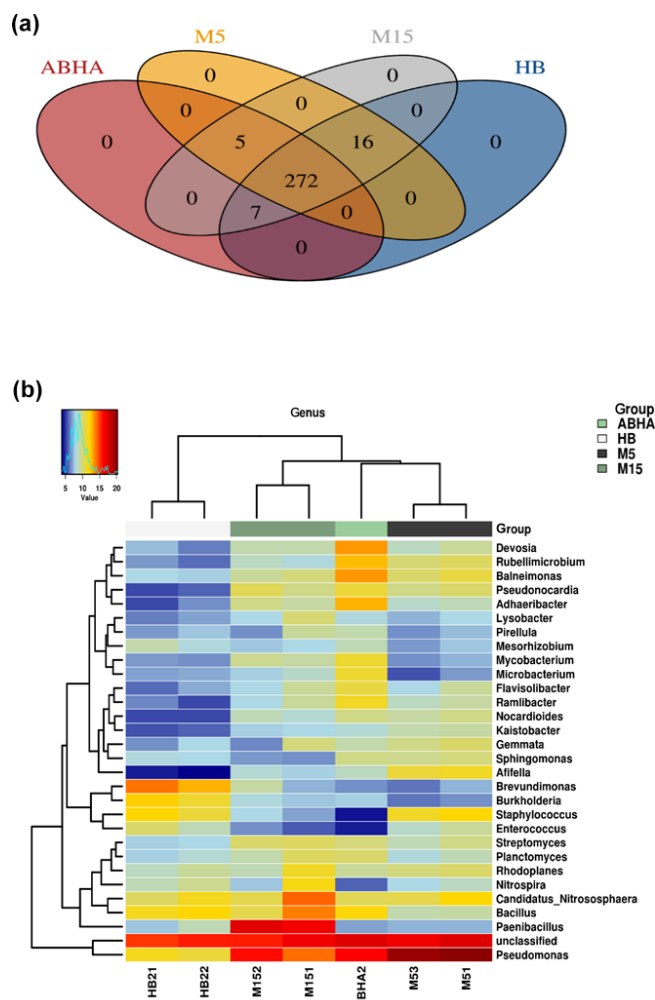 (a)
M5 M15
ABHA HB
0 0
0 0 0
0 5 16 0
272
0 7 0 0
0
(b)
Genus
5 10 15 20
Value
Group
ABHA
HB
M5
M15
Group
Devosia
Rubellimicrobium
Balneimonas
Pseudonocardia
Adhaeribacter
Lysobacter
Pirellula
Mesorhizobium
Mycobacterium
Microbacterium
Flavisolibacter
Ramlibacter
Nocardioides
Kaistobacter
Gemmata
Sphingomonas
Afifella
Brevundimonas
Burkholderia
Staphylococcus
Enterococcus
Streptomyces
Planctomyces
Rhodoplanes
Nitrospira
Candidatus_Nitrososphaera
Bacillus
Paenibacillus
unclassified
Pseudomonas
HB21 HB22 M152 M151 BHA2 M53 M51